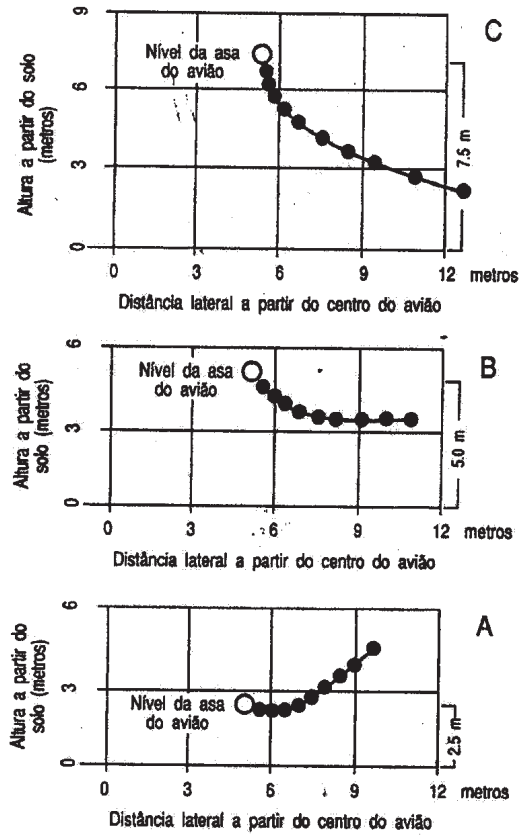 C
9
6
3
0
Altura a partir do solo
(metros)
Nível da asa
do avião
7.5 m
0 3 6 9 12 metros
Distância lateral a partir do centro do avião
B
6
3
0
Altura a partir do
solo (metros)
Nível da asa
do avião
5.0 m
0 3 6 9 12 metros
Distância lateral a partir do centro do avião
A
6
3
0
Altura a partir do
solo (metros)
Nível da asa
do avião
2.5 m
0 3 6 9 12 metros
Distância lateral a partir do centro do avião